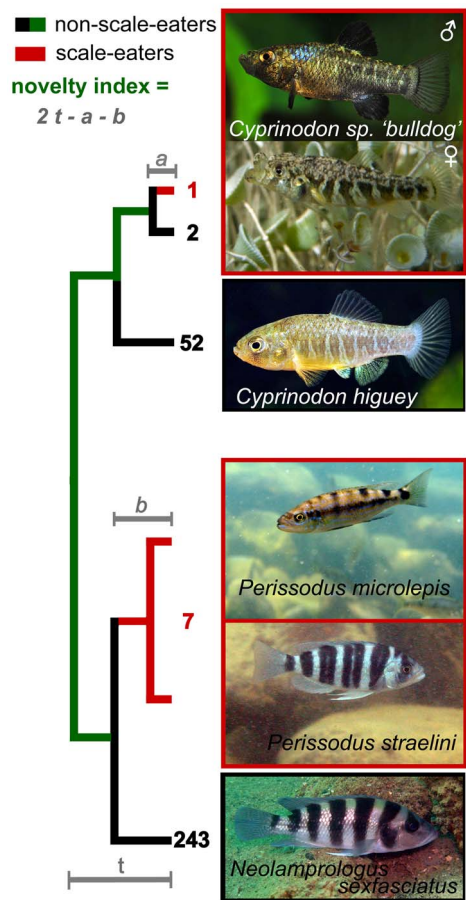 non-scale-eaters
scale-eaters
novelty index =
2 t - a - b
♂
Cyprinodon sp. 'bulldog'
♀
a
1
2
52
Cyprinodon higuey
b
7
Perissodus microlepis
Perissodus straelini
243
Neolamprologus
sexfasciatus
t